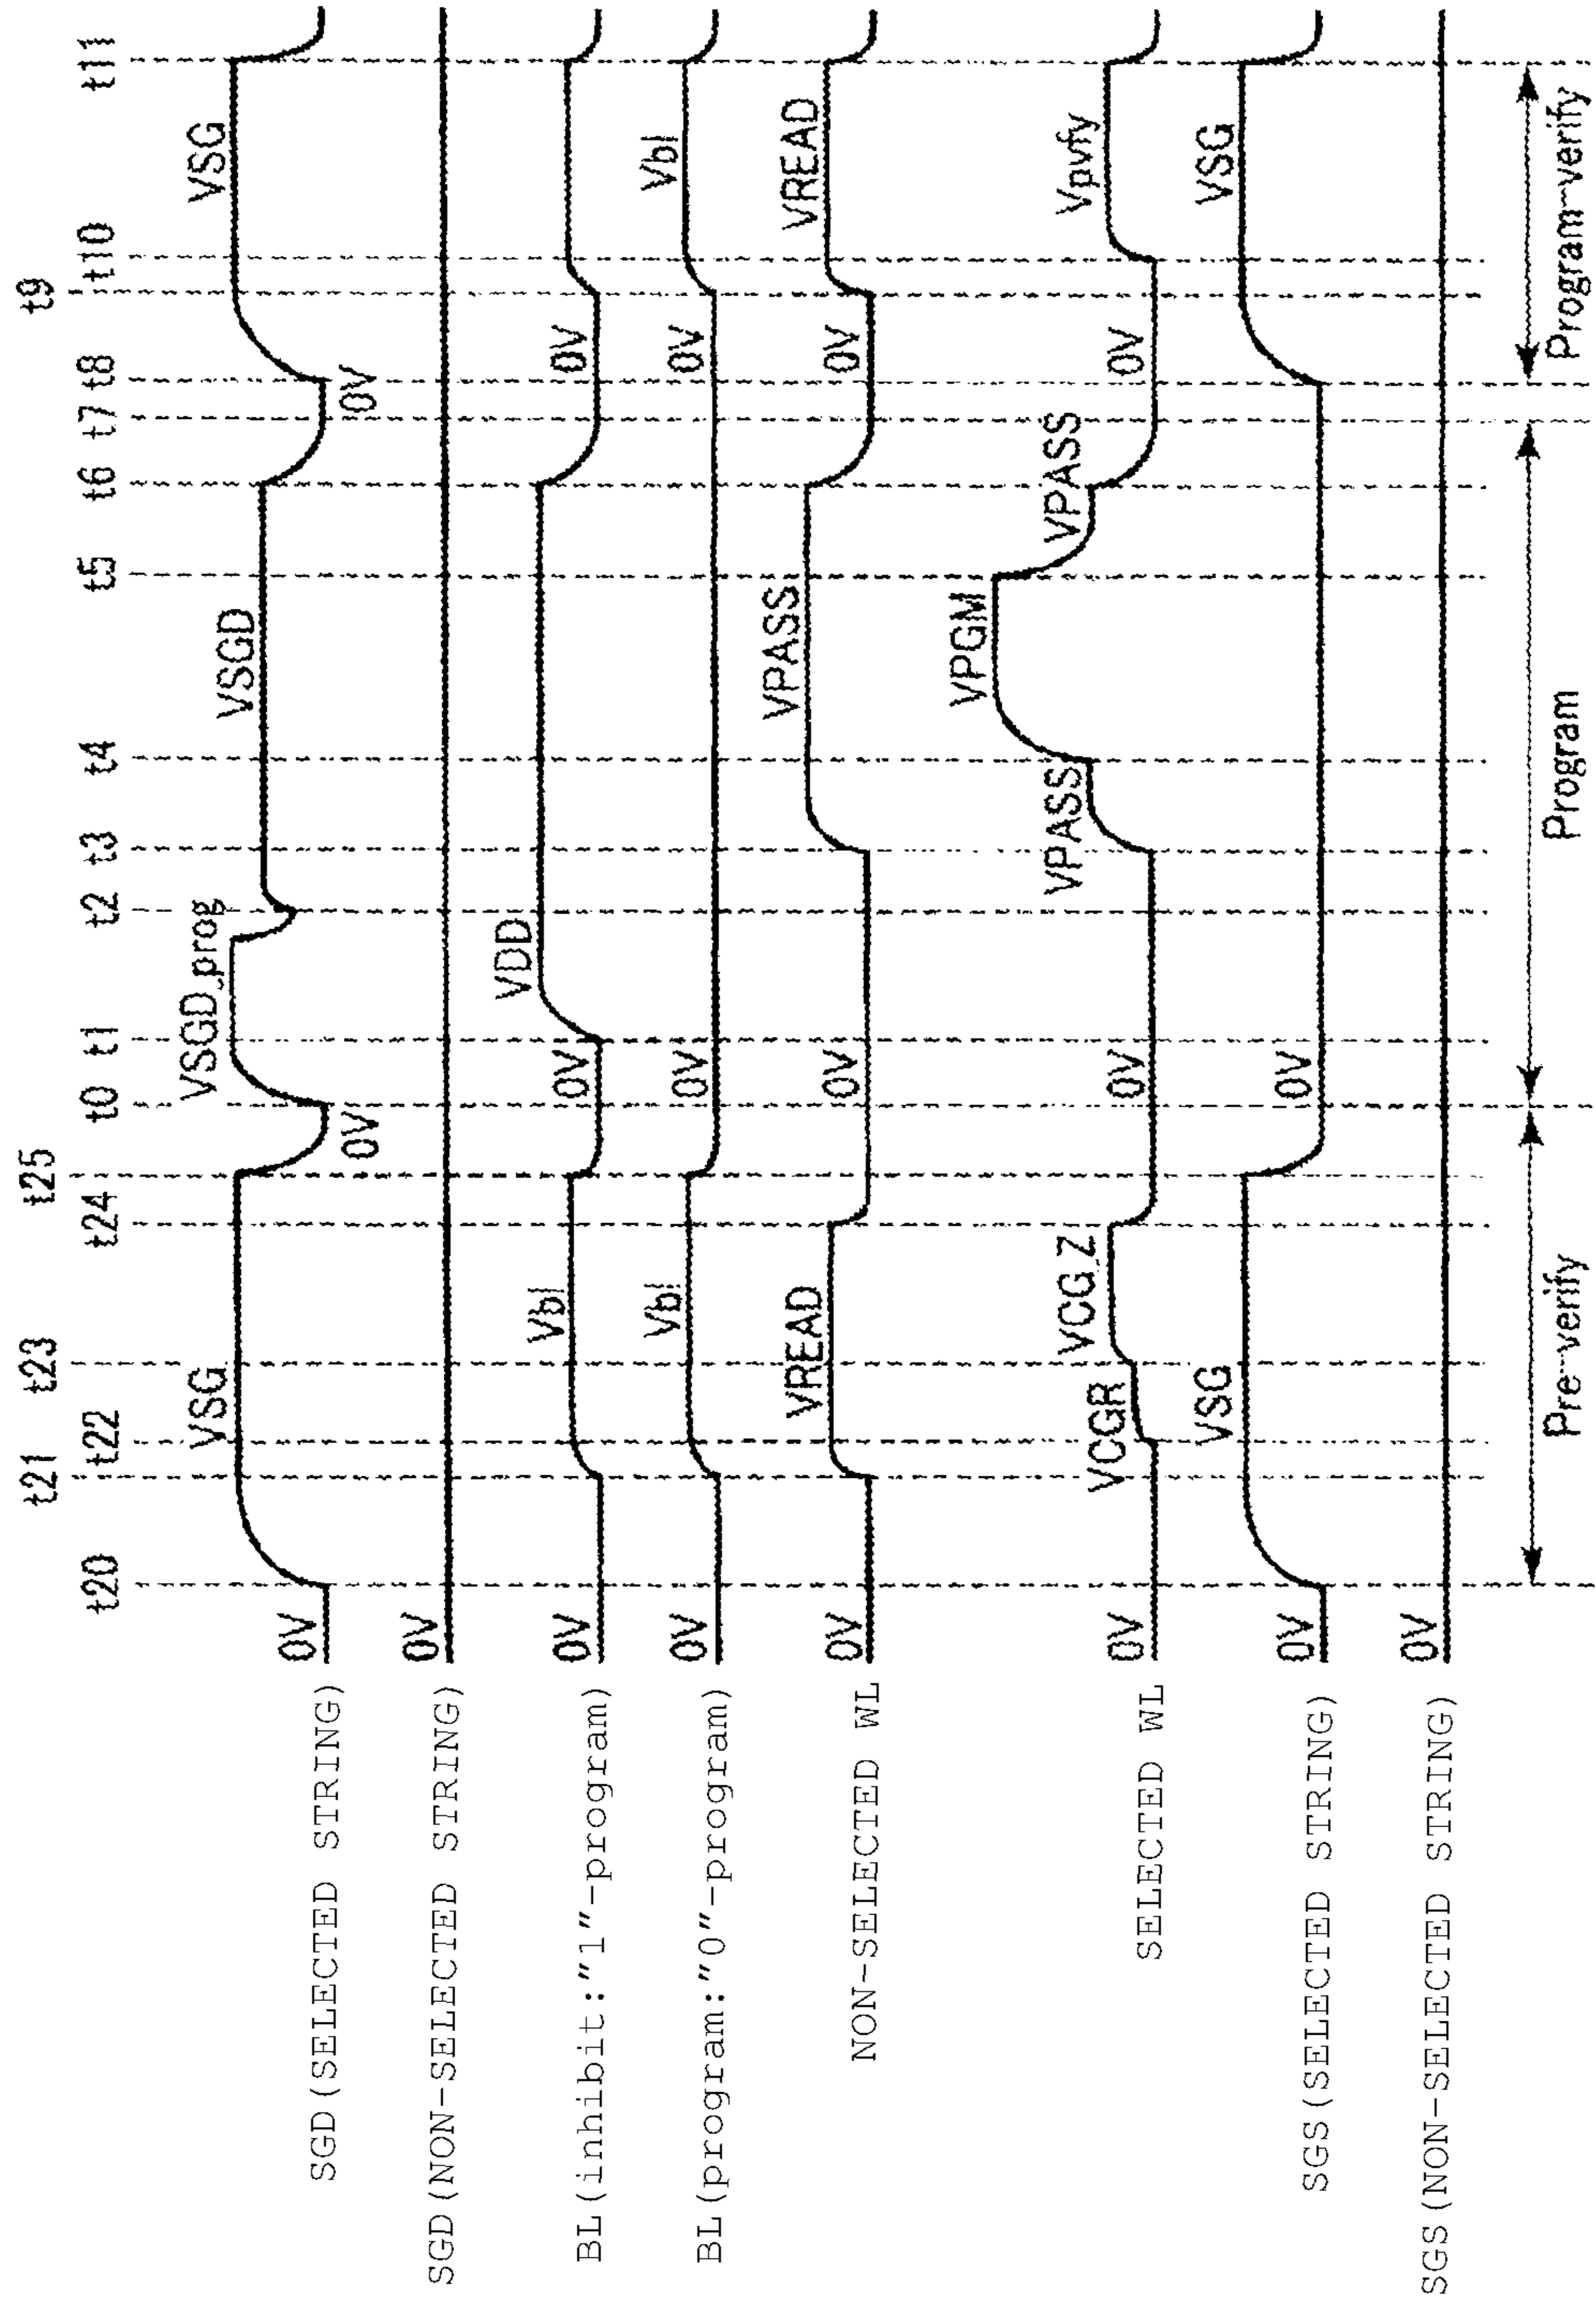 t21 t23 t25 t9
t20 t22 t24 t0 t1 t2 t3 t4 t5 t6 t7 t8 t10 t11
SGD(SELECTED STRING) 0V VSG 0V VSGD_prog VSGD 0V VSG
SGD(NON-SELECTED STRING) 0V
BL(inhibit:"1"-program) 0V Vbl 0V VDD 0V
BL(program:"0"-program) 0V Vbl 0V 0V Vbl
NON-SELECTED WL 0V VREAD 0V VPASS 0V VREAD
SELECTED WL 0V VCGR VCG_Z 0V VPASS VPGM VPASS 0V Vpvfy
SGS(SELECTED STRING) 0V VSG 0V VSG
SGS(NON-SELECTED STRING) 0V
Pre-verify Program Program-verify